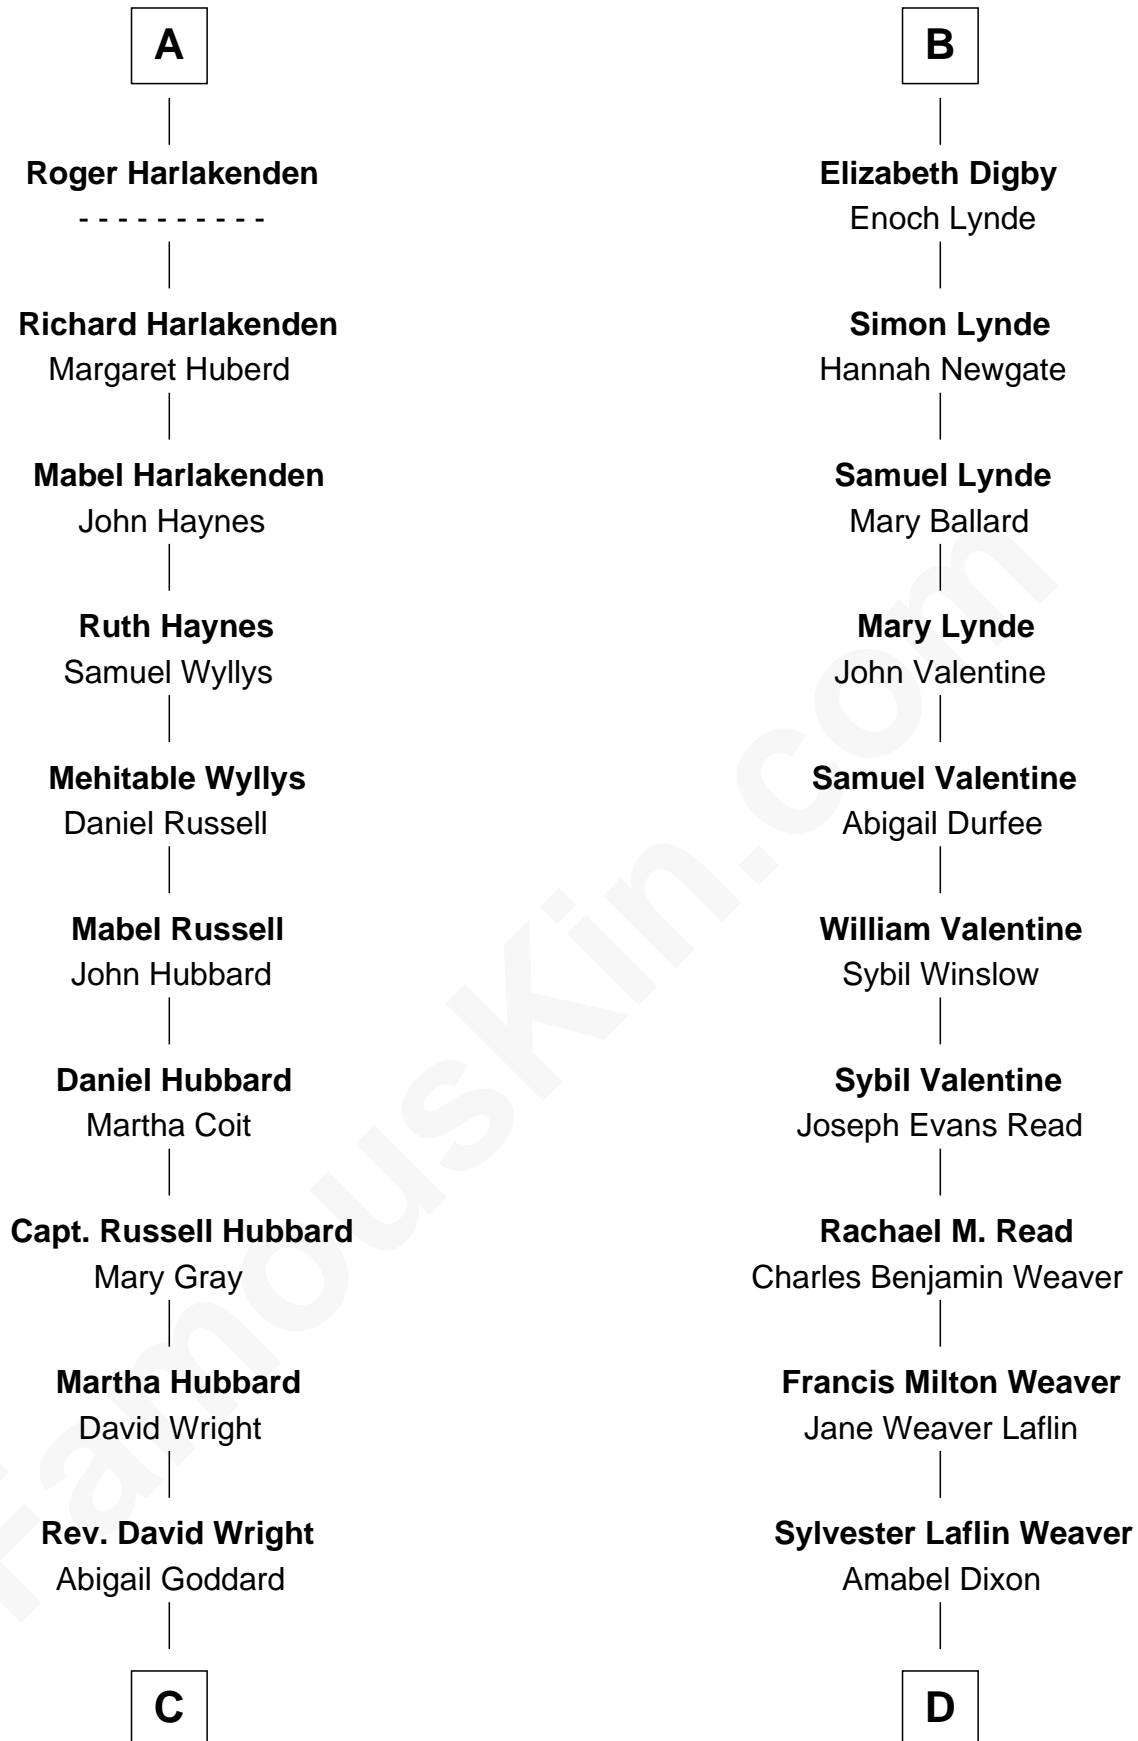 A
Roger Harlakenden
- - - - - - - - - -
Richard Harlakenden
Margaret Huberd
Mabel Harlakenden
John Haynes
Ruth Haynes
Samuel Wyllys
Mehitable Wyllys
Daniel Russell
Mabel Russell
John Hubbard
Daniel Hubbard
Martha Coit
Capt. Russell Hubbard
Mary Gray
Martha Hubbard
David Wright
Rev. David Wright
Abigail Goddard
C
B
Elizabeth Digby
Enoch Lynde
Simon Lynde
Hannah Newgate
Samuel Lynde
Mary Ballard
Mary Lynde
John Valentine
Samuel Valentine
Abigail Durfee
William Valentine
Sybil Winslow
Sybil Valentine
Joseph Evans Read
Rachael M. Read
Charles Benjamin Weaver
Francis Milton Weaver
Jane Weaver Laflin
Sylvester Laflin Weaver
Amabel Dixon
D
FamousKin.com